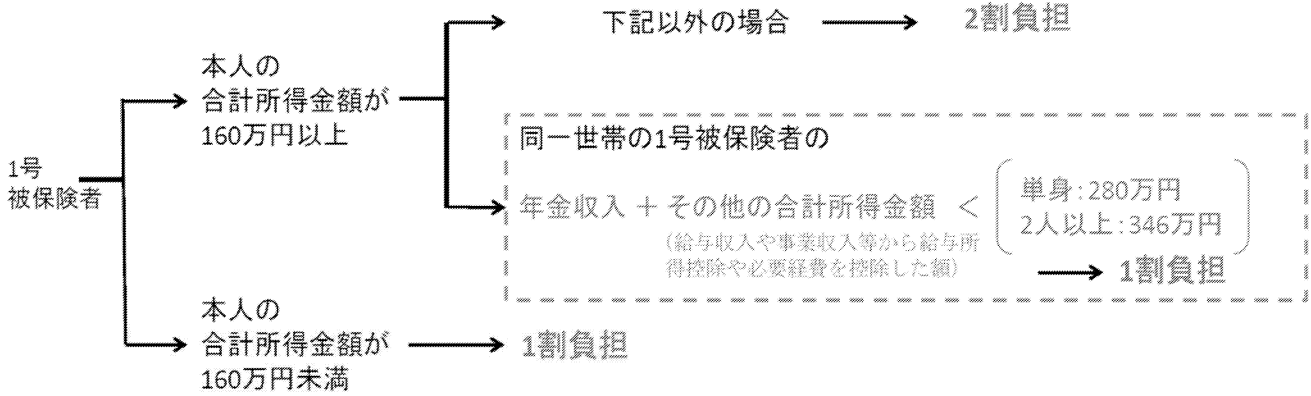 下記以外の場合
2割負担
本人の
合計所得金額が
160万円以上
同一世帯の1号被保険者の
1号
被保険者
年金収入 + その他の合計所得金額 <
単身:280万円
2人以上:346万円
(給与収入や事業収入等から給与所
得控除や必要経費を控除した額)
1割負担
本人の
合計所得金額が
160万円未満
1割負担